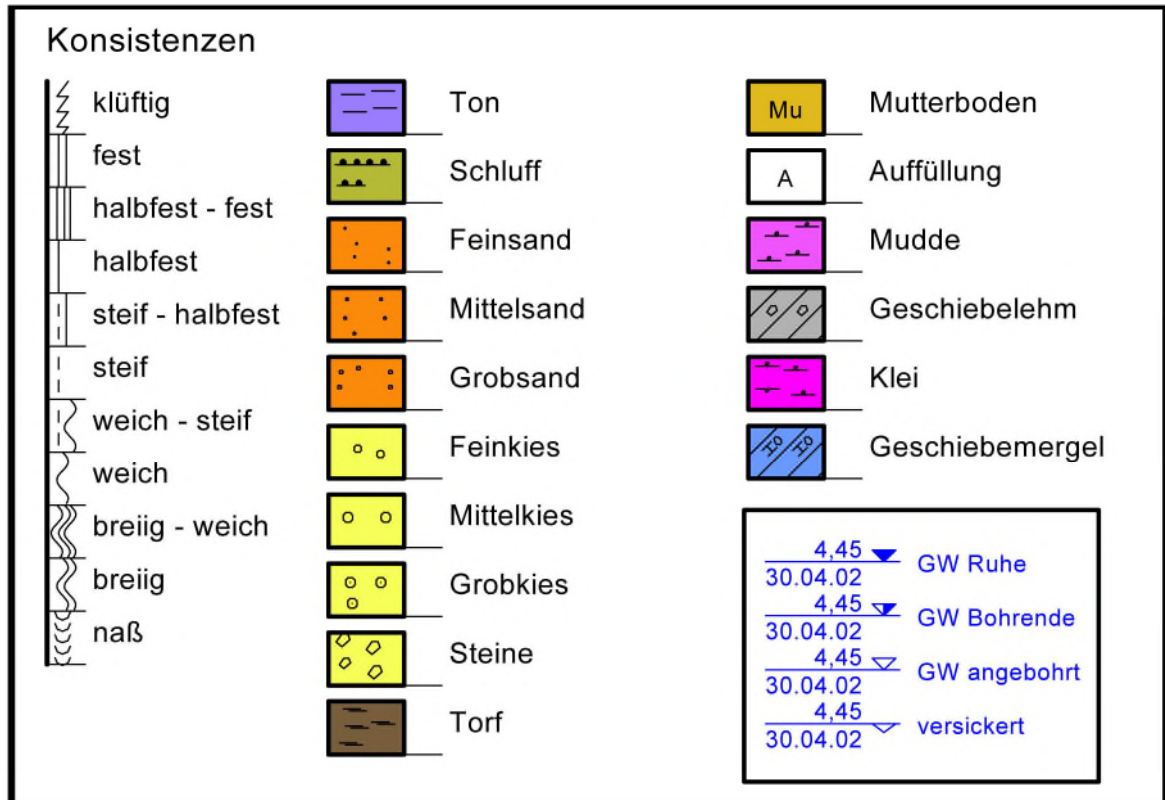 Konsistenzen
klüftig
fest
halbfest - fest
halbfest
steif - halbfest
steif
weich - steif
weich
breiig - weich
breiig
naß
Ton
Schluff
Feinsand
Mittelsand
Grobsand
Feinkies
Mittelkies
Grobkies
Steine
Torf
Mu Mutterboden
A Auffüllung
Mudde
Geschiebelehm
Klei
Geschiebemergel
4,45
30.04.02 GW Ruhe
4,45
30.04.02 GW Bohrende
4,45
30.04.02 GW angebohrt
4,45
30.04.02 versickert